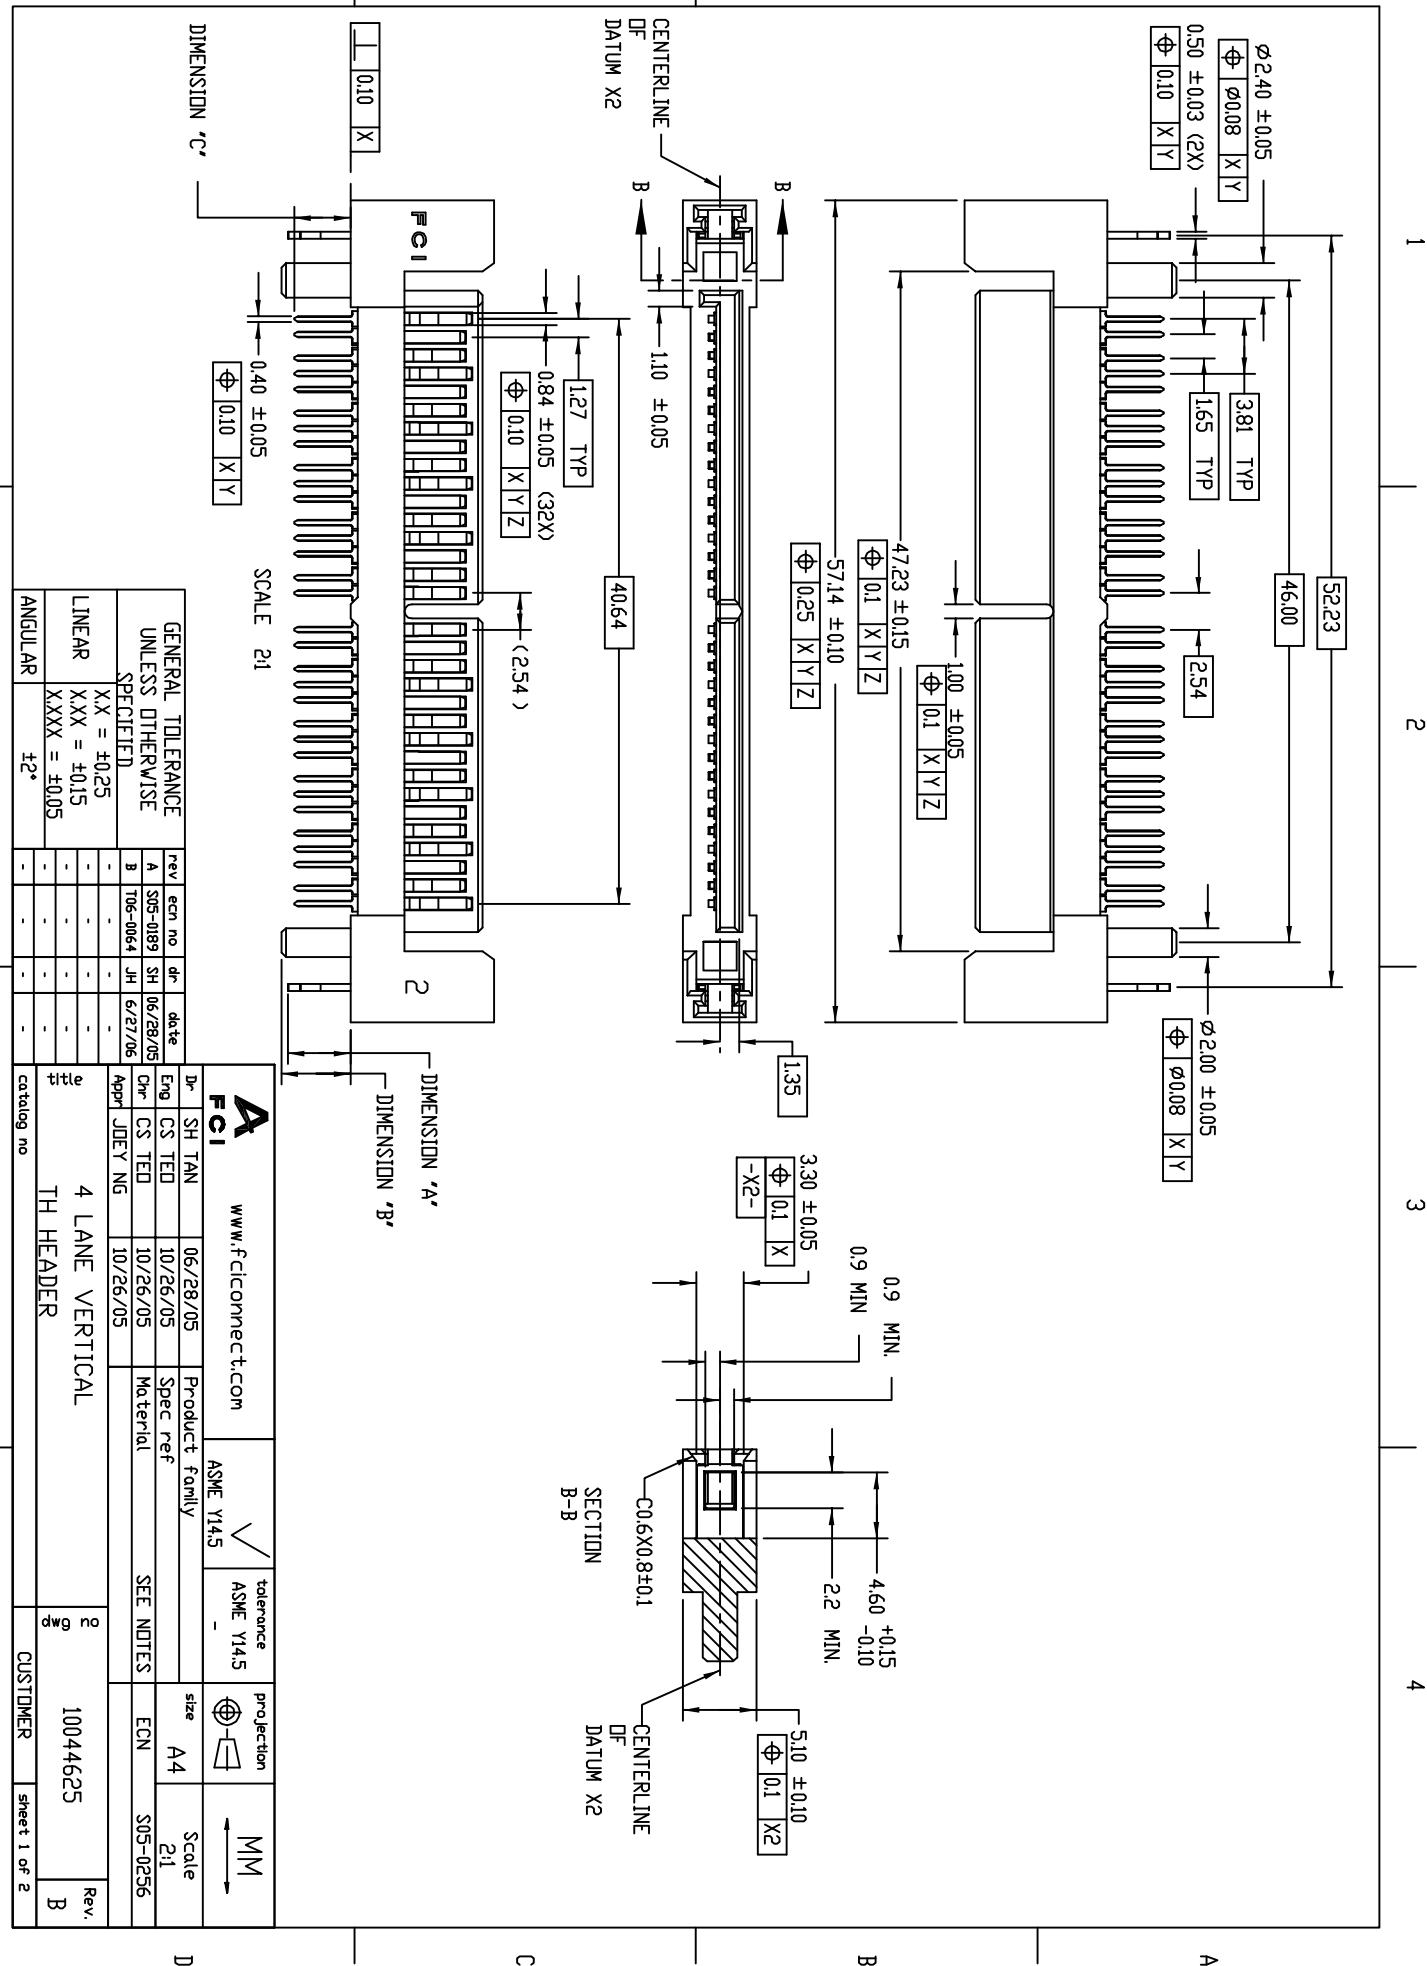 1
2
3
4
A
B
C
D
Ø2.40 ±0.05
Ø0.08 X Y
0.50 ±0.03 (2X)
0.10 X Y
52.23
46.00
3.81 TYP
1.65 TYP
2.54
Ø2.00 ±0.05
Ø0.08 X Y
1.00 ±0.05
0.1 X Y Z
47.23 ±0.15
0.1 X Y Z
57.14 ±0.10
0.25 X Y Z
B
B
CENTERLINE
OF
DATUM X2
1.10 ±0.05
1.35
40.64
1.27 TYP
0.84 ±0.05 (32X)
0.10 X Y Z
(2.54)
FCI
2
⊥ 0.10 X
DIMENSION "C"
0.40 ±0.05
0.10 X Y
SCALE 2:1
DIMENSION "A"
DIMENSION "B"
3.30 ±0.05
0.1 X
-X2-
0.9 MIN.
0.9 MIN
4.60 +0.15
-0.10
2.2 MIN.
5.10 ±0.10
0.1 X2
C0.6X0.8±0.1
SECTION
B-B
CENTERLINE
OF
DATUM X2
GENERAL TOLERANCE
UNLESS OTHERWISE
SPECIFIED
LINEAR
X.X = ±0.25
X.XX = ±0.15
X.XXX = ±0.05
ANGULAR ±2°
rev ecn no dr date
A S05-0189 SH 06/28/05
B T06-0064 JH 6/27/06
- - - -
- - - -
- - - -
- - - -
- - - -
FCI
www.fciconnect.com
ASME Y14.5
tolerance
ASME Y14.5
-
projection
MM
Dr SH TAN 06/28/05
Eng CS TEO 10/26/05
Chr CS TEO 10/26/05
Appr JOEY NG 10/26/05
Product family
Spec ref
Material SEE NOTES
size A4
Scale
2:1
ECN S05-0256
title
4 LANE VERTICAL
TH HEADER
dwg no
10044625
Rev.
B
catalog no
CUSTOMER
sheet 1 of 2